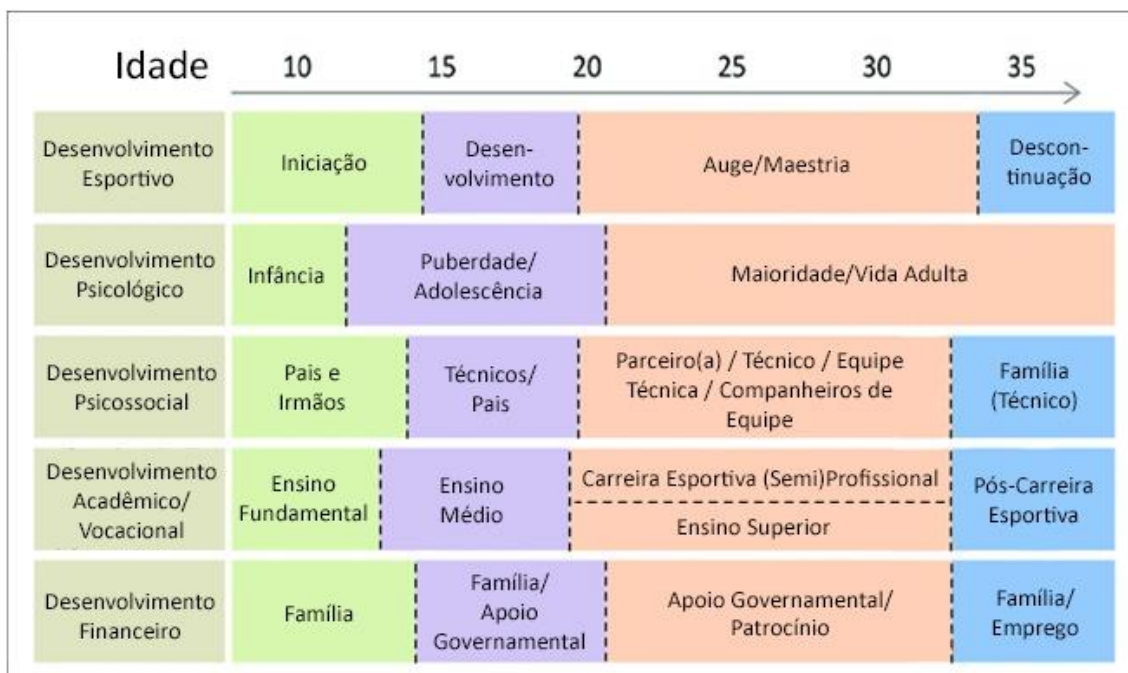 Idade 10 15 20 25 30 35
Desenvolvimento
Esportivo
Iniciação
Desen-
volvimento
Auge/Maestria
Descon-
tinuação
Desenvolvimento
Psicológico
Infância
Puberdade/
Adolescência
Maioridade/Vida Adulta
Desenvolvimento
Psicossocial
Pais e
Irmãos
Técnicos/
Pais
Parceiro(a) / Técnico / Equipe
Técnica / Companheiros de
Equipe
Família
(Técnico)
Desenvolvimento
Acadêmico/
Vocacional
Ensino
Fundamental
Ensino
Médio
Carreira Esportiva (Semi)Profissional
Ensino Superior
Pós-Carreira
Esportiva
Desenvolvimento
Financeiro
Família
Família/
Apoio
Governamental
Apoio Governamental/
Patrocínio
Família/
Emprego